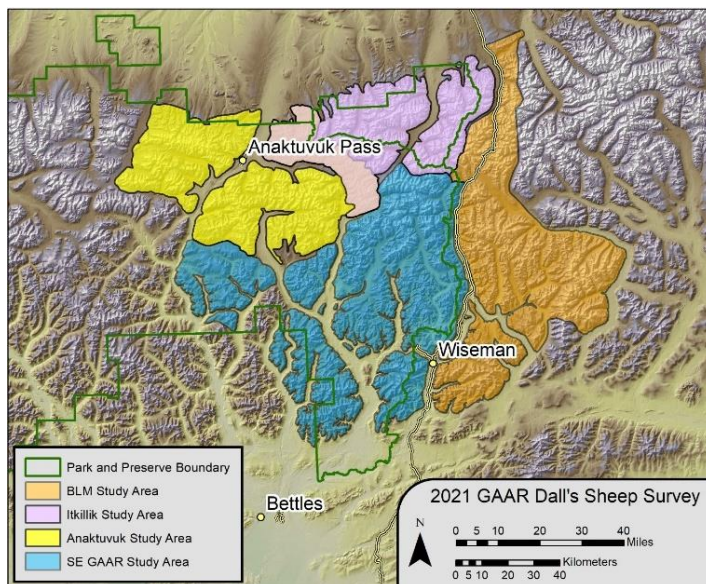 Anaktuvuk Pass
Wiseman
Bettles
Park and Preserve Boundary
BLM Study Area
Itkillik Study Area
Anaktuvuk Study Area
SE GAAR Study Area
2021 GAAR Dall's Sheep Survey
N
0 5 10 20 30 40
Miles
Kilometers
0 5 10 20 30 40